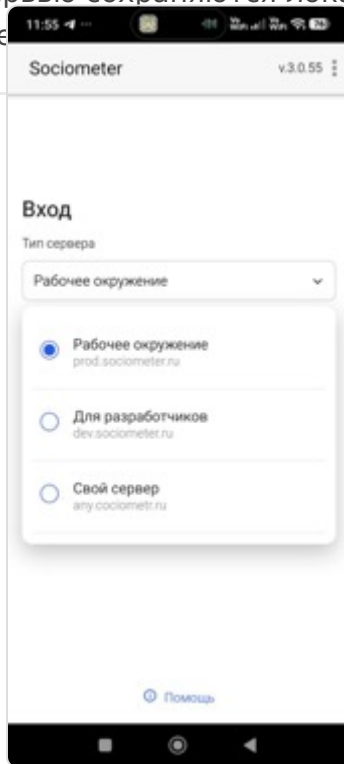 11:55
Sociometer v.3.0.55
Вход
Тип сервера
Рабочее окружение
Рабочее окружение
prod.sociometer.ru
Для разработчиков
dev.sociometer.ru
Свой сервер
any.cociometr.ru
Помощь